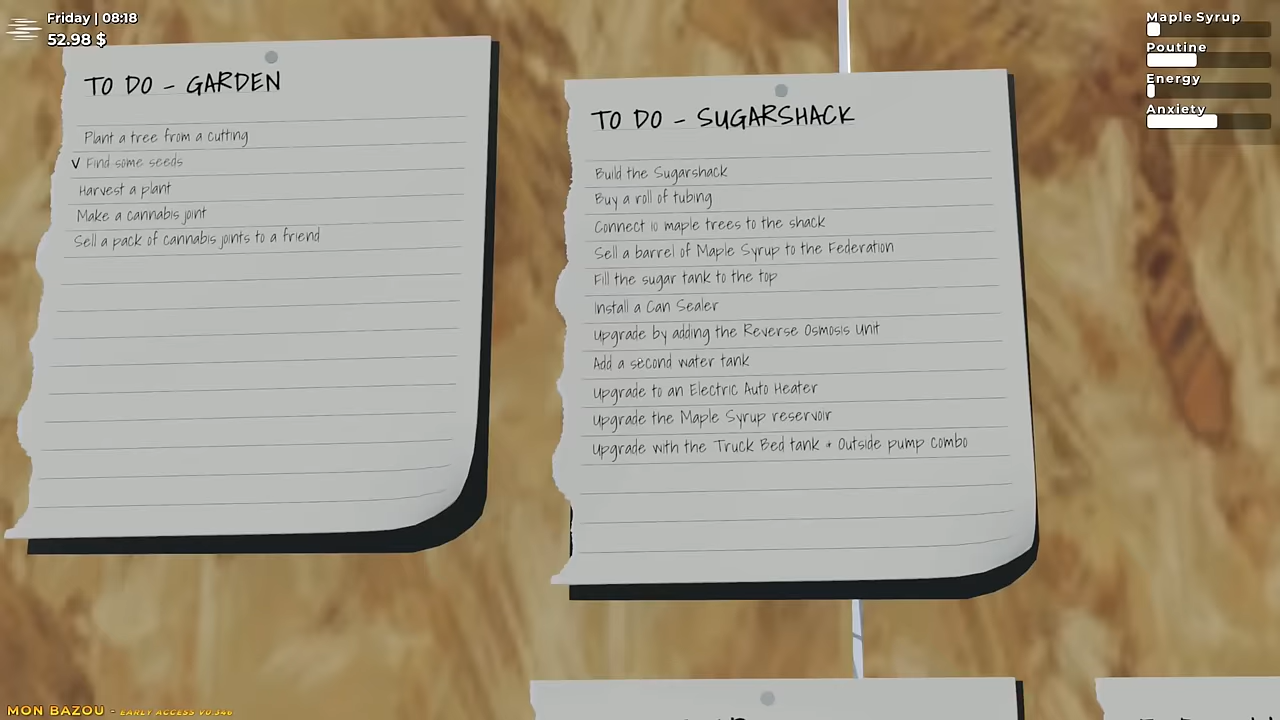 Friday | 08:18
52.98 $
Maple Syrup
Poutine
Energy
Anxiety
TO DO - GARDEN
Plant a tree from a cutting
✓ Find some seeds
Harvest a plant
Make a cannabis joint
Sell a pack of cannabis joints to a friend
TO DO - SUGARSHACK
Build the Sugarshack
Buy a roll of tubing
Connect 10 maple trees to the shack
Sell a barrel of Maple Syrup to the Federation
Fill the sugar tank to the top
Install a Can Sealer
Upgrade by adding the Reverse Osmosis Unit
Add a second water tank
Upgrade to an Electric Auto Heater
Upgrade the Maple Syrup reservoir
Upgrade with the Truck Bed tank + Outside pump combo
MON BAZOU - EARLY ACCESS V0.346